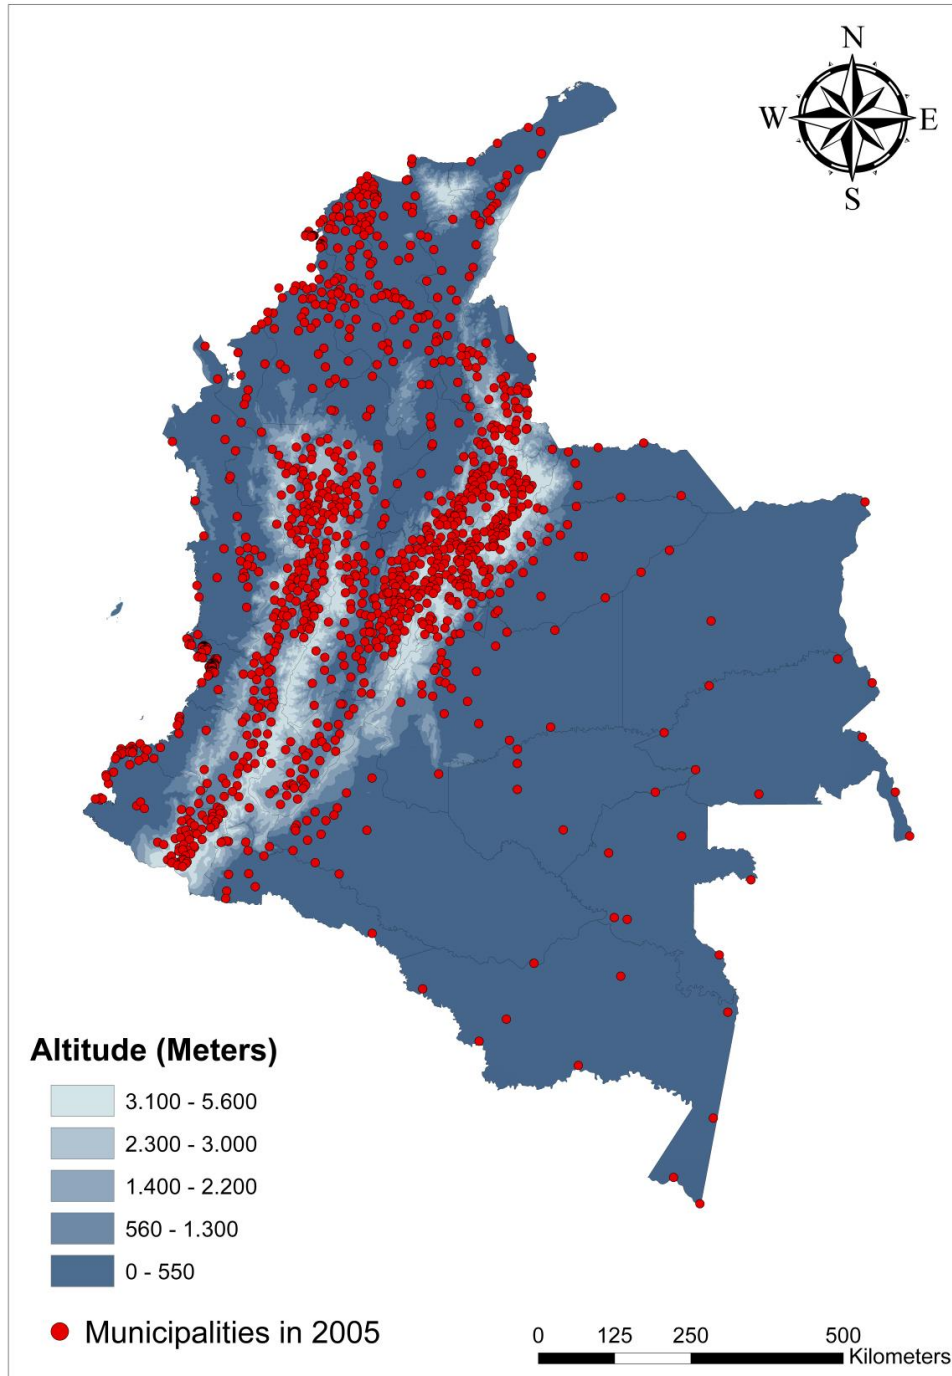 N
W E
S
Altitude (Meters)
3.100 - 5.600
2.300 - 3.000
1.400 - 2.200
560 - 1.300
0 - 550
Municipalities in 2005
0 125 250 500
Kilometers